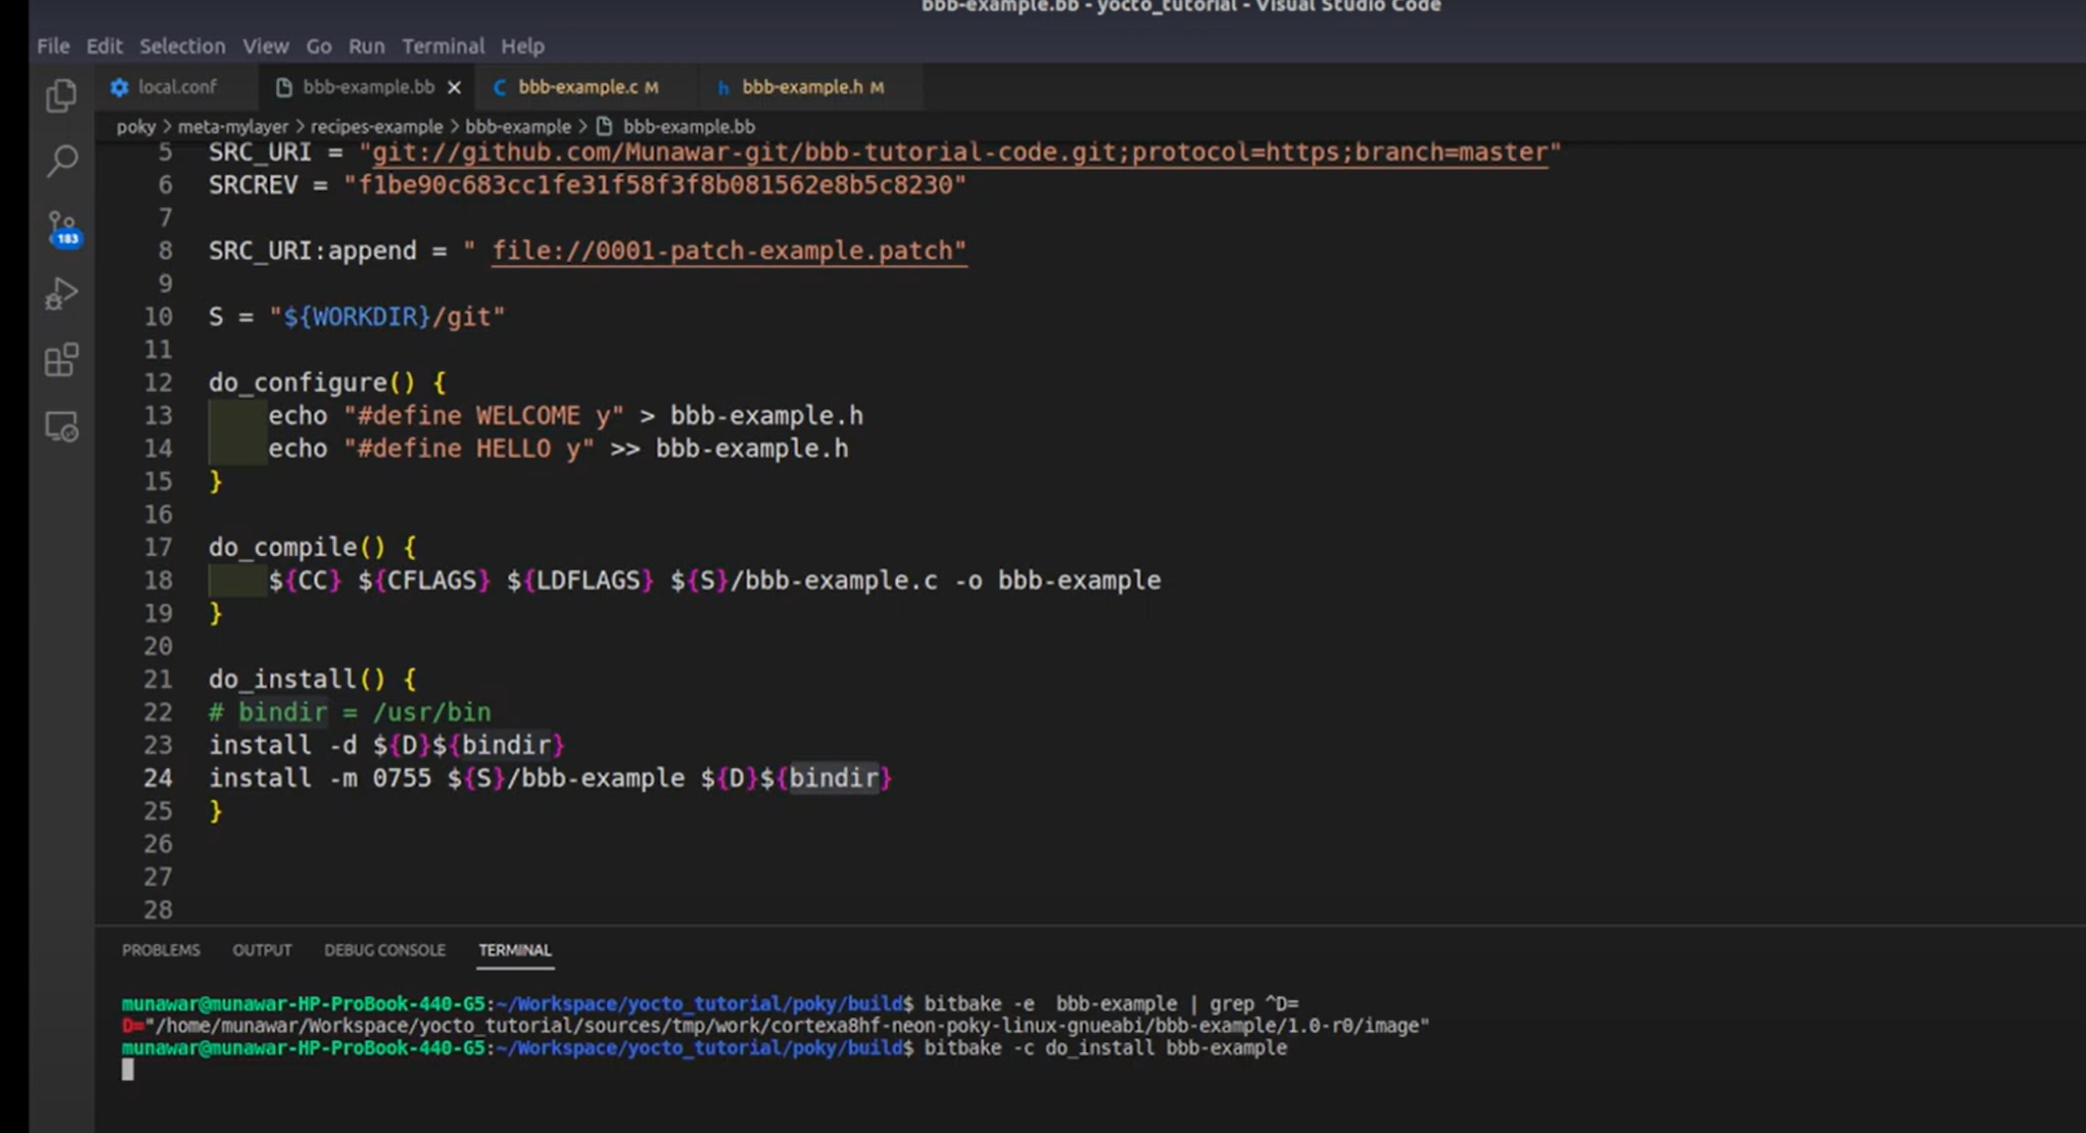 bbb-example.bb - yocto_tutorial - Visual Studio Code
File Edit Selection View Go Run Terminal Help
local.conf bbb-example.bb bbb-example.c M bbb-example.h M
poky > meta-mylayer > recipes-example > bbb-example > bbb-example.bb
5 SRC_URI = "git://github.com/Munawar-git/bbb-tutorial-code.git;protocol=https;branch=master"
6 SRCREV = "f1be90c683cc1fe31f58f3f8b081562e8b5c8230"
7
8 SRC_URI:append = " file://0001-patch-example.patch"
9
10 S = "${WORKDIR}/git"
11
12 do_configure() {
13 echo "#define WELCOME y" > bbb-example.h
14 echo "#define HELLO y" >> bbb-example.h
15 }
16
17 do_compile() {
18 ${CC} ${CFLAGS} ${LDFLAGS} ${S}/bbb-example.c -o bbb-example
19 }
20
21 do_install() {
22 # bindir = /usr/bin
23 install -d ${D}${bindir}
24 install -m 0755 ${S}/bbb-example ${D}${bindir}
25 }
26
27
28
183
PROBLEMS OUTPUT DEBUG CONSOLE TERMINAL
munawar@munawar-HP-ProBook-440-G5:~/Workspace/yocto_tutorial/poky/build$ bitbake -e  bbb-example | grep ^D=
D="/home/munawar/Workspace/yocto_tutorial/sources/tmp/work/cortexa8hf-neon-poky-linux-gnueabi/bbb-example/1.0-r0/image"
munawar@munawar-HP-ProBook-440-G5:~/Workspace/yocto_tutorial/poky/build$ bitbake -c do_install bbb-example